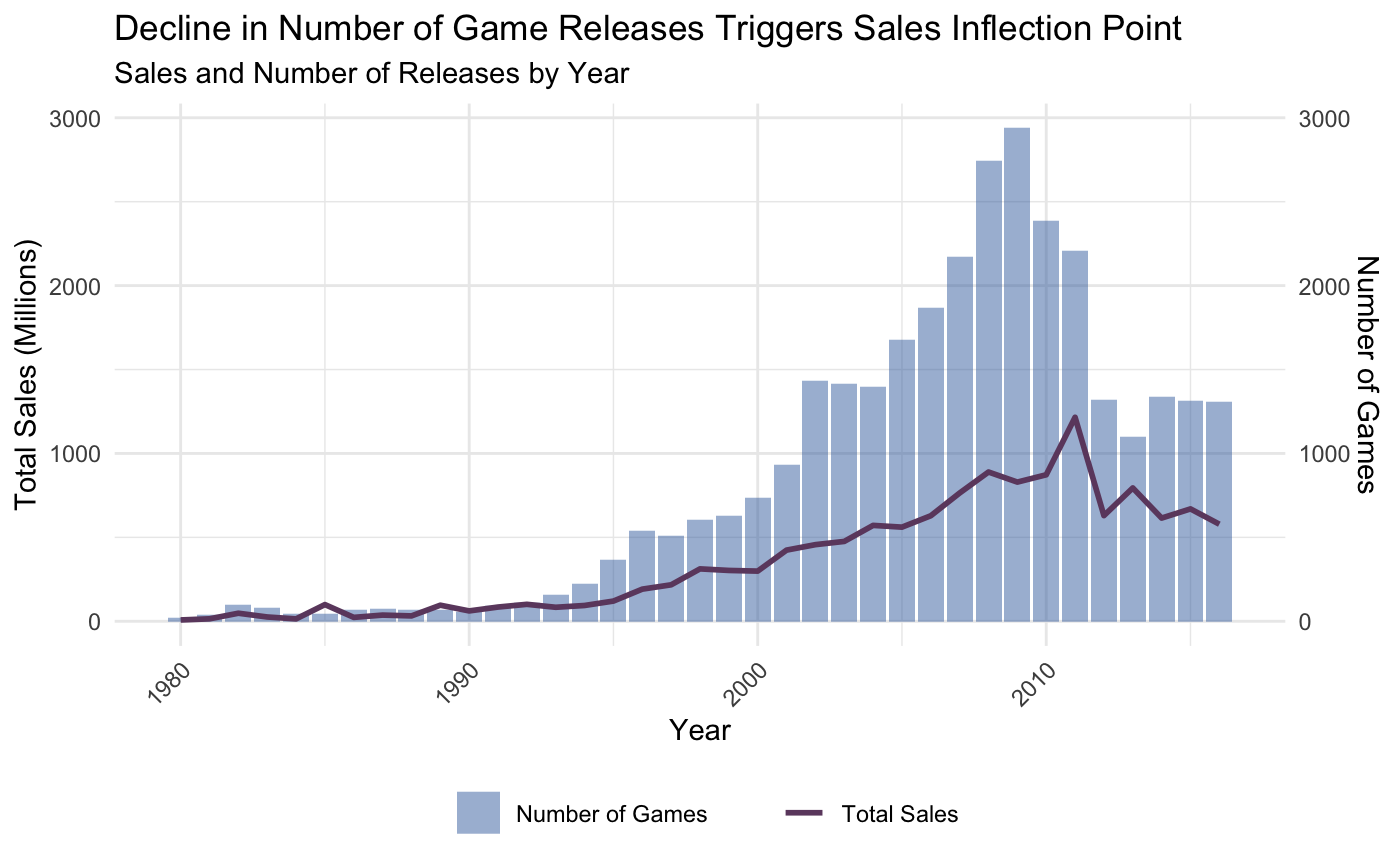 Decline in Number of Game Releases Triggers Sales Inflection Point
Sales and Number of Releases by Year
Total Sales (Millions)
3000
2000
1000
0
3000
2000
1000
0
Number of Games
1980
1990
2000
2010
Year
Number of Games
Total Sales